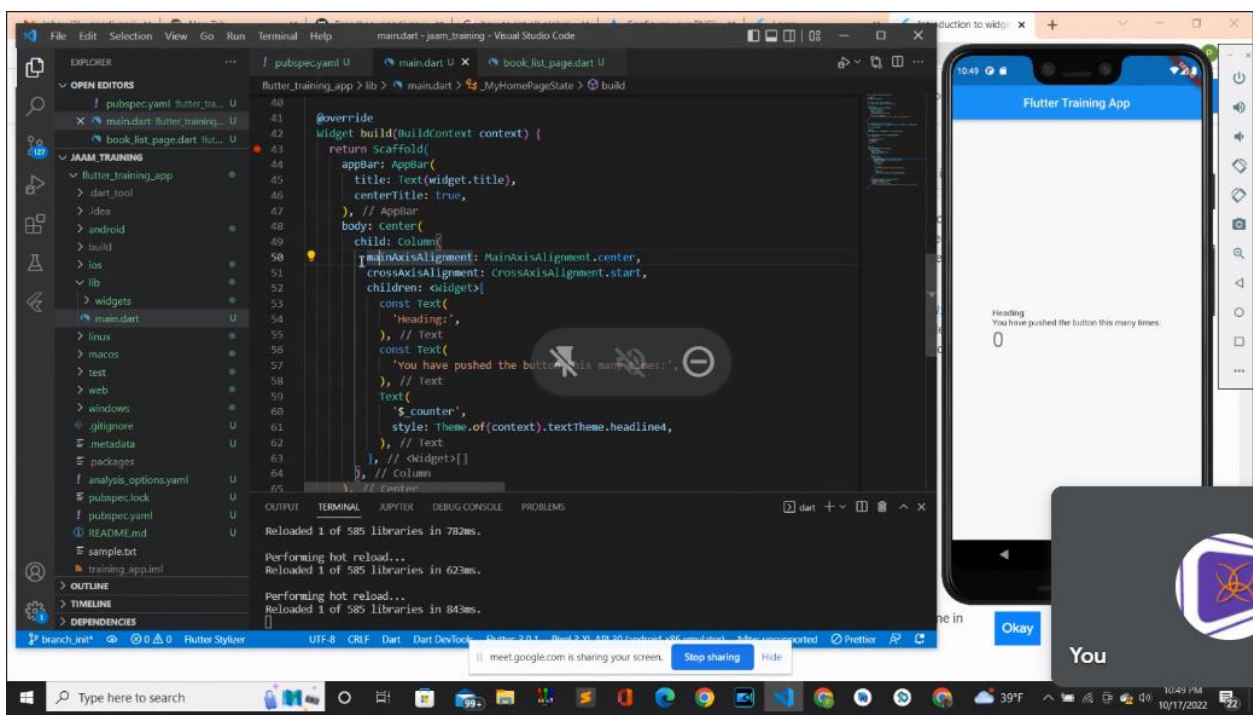 File Edit Selection View Go Run Terminal Help main.dart - jaam_training - Visual Studio Code
EXPLORER
OPEN EDITORS
pubspec.yaml flutter_tra... U
main.dart flutter_training... U
book_list_page.dart flut... U
JAAM_TRAINING
flutter_training_app
.dart_tool
.idea
android
build
ios
lib
widgets
main.dart U
linux
macos
test
web
windows
.gitignore U
.metadata U
.packages
analysis_options.yaml U
pubspec.lock U
pubspec.yaml U
README.md U
sample.txt
training_app.iml
OUTLINE
TIMELINE
DEPENDENCIES
pubspec.yaml U main.dart U book_list_page.dart U
flutter_training_app > lib > main.dart > _MyHomePageState > build
40
41 @override
42 Widget build(BuildContext context) {
43 return Scaffold(
44 appBar: AppBar(
45 title: Text(widget.title),
46 centerTitle: true,
47 ), // AppBar
48 body: Center(
49 child: Column(
50 mainAxisAlignment: MainAxisAlignment.center,
51 crossAxisAlignment: CrossAxisAlignment.start,
52 children: <Widget>[
53 const Text(
54 'Heading:',
55 ), // Text
56 const Text(
57 'You have pushed the button this many times:',
58 ), // Text
59 Text(
60 '$_counter',
61 style: Theme.of(context).textTheme.headline4,
62 ), // Text
63 ], // <Widget>[]
64 ), // Column
65 ), // Center
OUTPUT TERMINAL JUPYTER DEBUG CONSOLE PROBLEMS dart
Reloaded 1 of 585 libraries in 782ms.
Performing hot reload...
Reloaded 1 of 585 libraries in 623ms.
Performing hot reload...
Reloaded 1 of 585 libraries in 843ms.
branch_init* 0 0 Flutter Stylizer UTF-8 CRLF Dart Dart DevTools Prettier
duction to widg
10:49
Flutter Training App
Heading:
You have pushed the button this many times:
0
Okay
You
meet.google.com is sharing your screen. Stop sharing Hide
Type here to search
99+
39°F
10:49 PM
10/17/2022
22